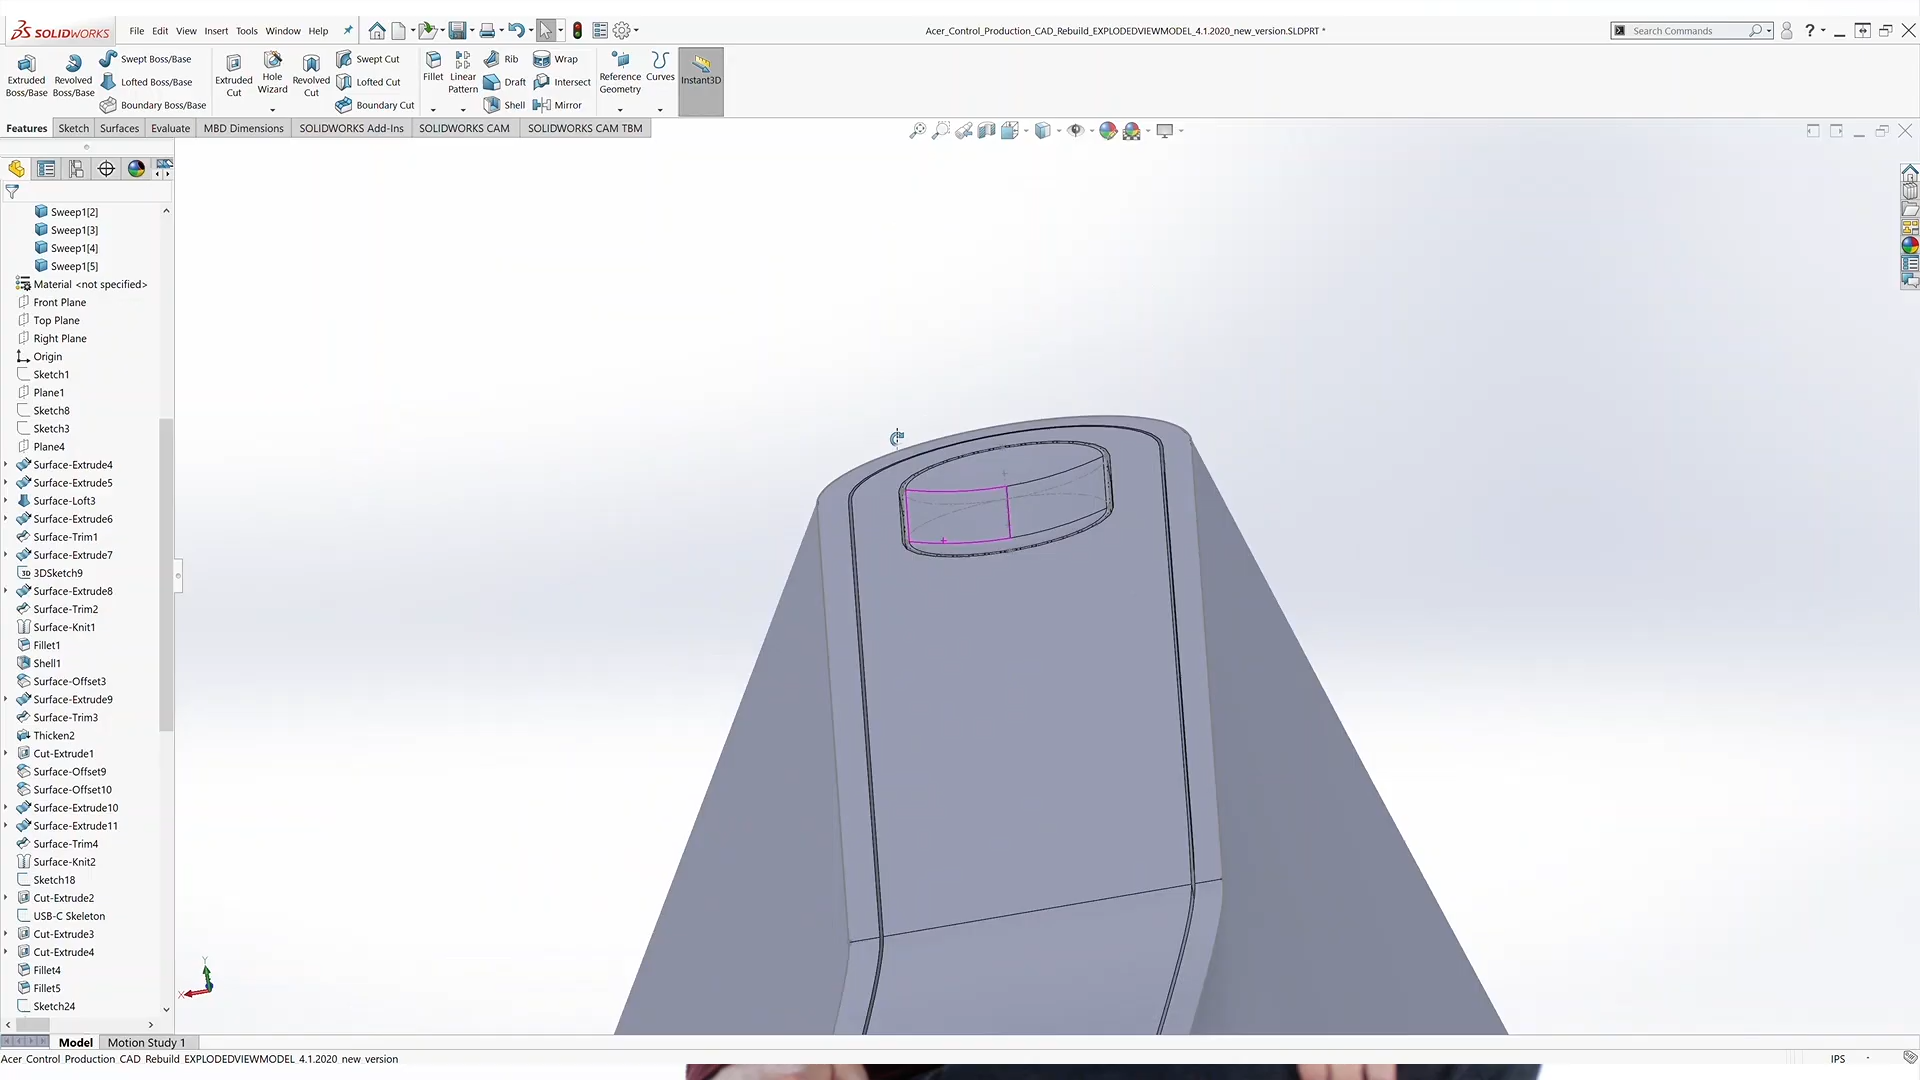 SOLIDWORKS
File Edit View Insert Tools Window Help
Acer_Control_Production_CAD_Rebuild_EXPLODEDVIEWMODEL_4.1.2020_new_version.SLDPRT *
Search Commands
?
Extruded Boss/Base
Revolved Boss/Base
Swept Boss/Base
Lofted Boss/Base
Boundary Boss/Base
Extruded Cut
Hole Wizard
Revolved Cut
Swept Cut
Lofted Cut
Boundary Cut
Fillet
Linear Pattern
Rib
Draft
Shell
Wrap
Intersect
Mirror
Reference Geometry
Curves
Instant3D
Features Sketch Surfaces Evaluate MBD Dimensions SOLIDWORKS Add-Ins SOLIDWORKS CAM SOLIDWORKS CAM TBM
Sweep1[2]
Sweep1[3]
Sweep1[4]
Sweep1[5]
Material <not specified>
Front Plane
Top Plane
Right Plane
Origin
Sketch1
Plane1
Sketch8
Sketch3
Plane4
Surface-Extrude4
Surface-Extrude5
Surface-Loft3
Surface-Extrude6
Surface-Trim1
Surface-Extrude7
3D 3DSketch9
Surface-Extrude8
Surface-Trim2
Surface-Knit1
Fillet1
Shell1
Surface-Offset3
Surface-Extrude9
Surface-Trim3
Thicken2
Cut-Extrude1
Surface-Offset9
Surface-Offset10
Surface-Extrude10
Surface-Extrude11
Surface-Trim4
Surface-Knit2
Sketch18
Cut-Extrude2
USB-C Skeleton
Cut-Extrude3
Cut-Extrude4
Fillet4
Fillet5
Sketch24
Y
X
Model Motion Study 1
Acer Control Production CAD Rebuild EXPLODEDVIEWMODEL 4.1.2020 new version
IPS